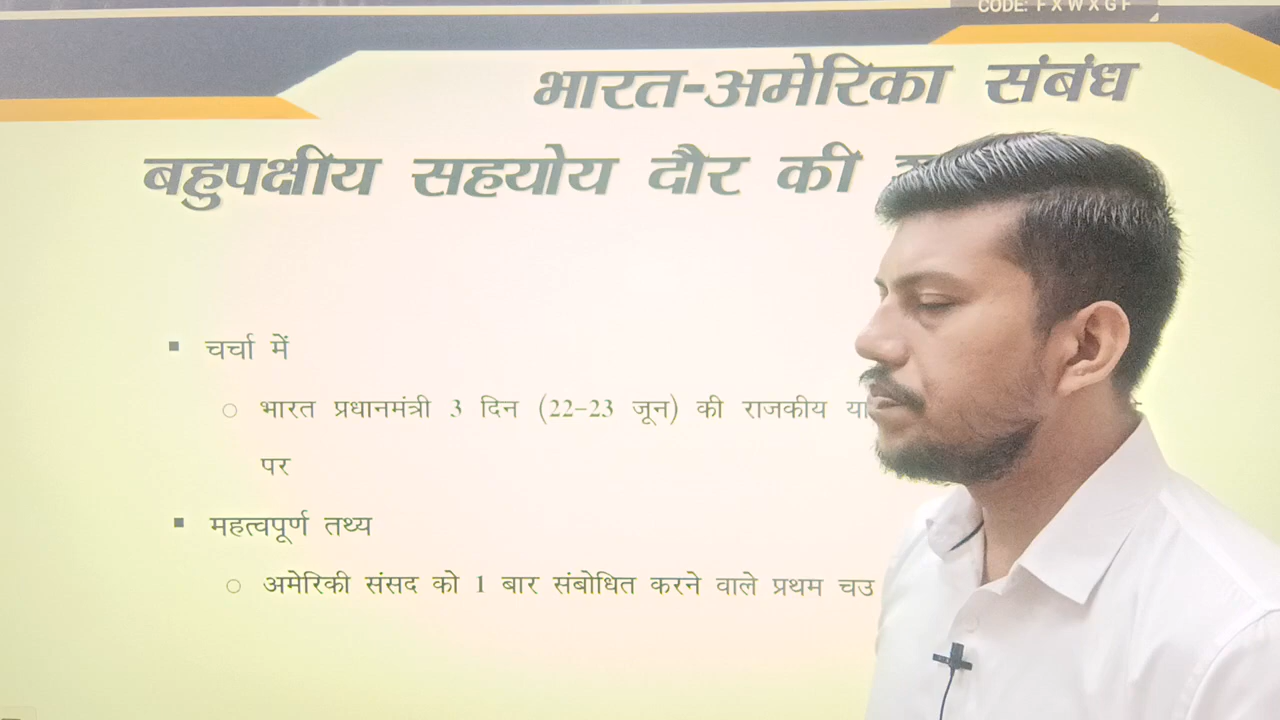 CODE: F X W X G F
भारत-अमेरिका संबंध
बहुपक्षीय सहयोय दौर की
▪ चर्चा में
○ भारत प्रधानमंत्री 3 दिन (22–23 जून) की राजकीय
पर
▪ महत्वपूर्ण तथ्य
○ अमेरिकी संसद को 1 बार संबोधित करने वाले प्रथम चउ